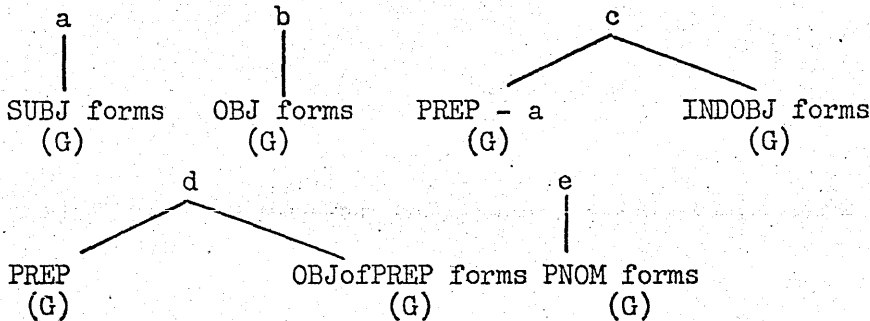 a b c
SUBJ forms OBJ forms PREP - a INDOBJ forms
(G) (G) (G) (G)
d e
PREP OBJofPREP forms PNOM forms
(G) (G) (G)